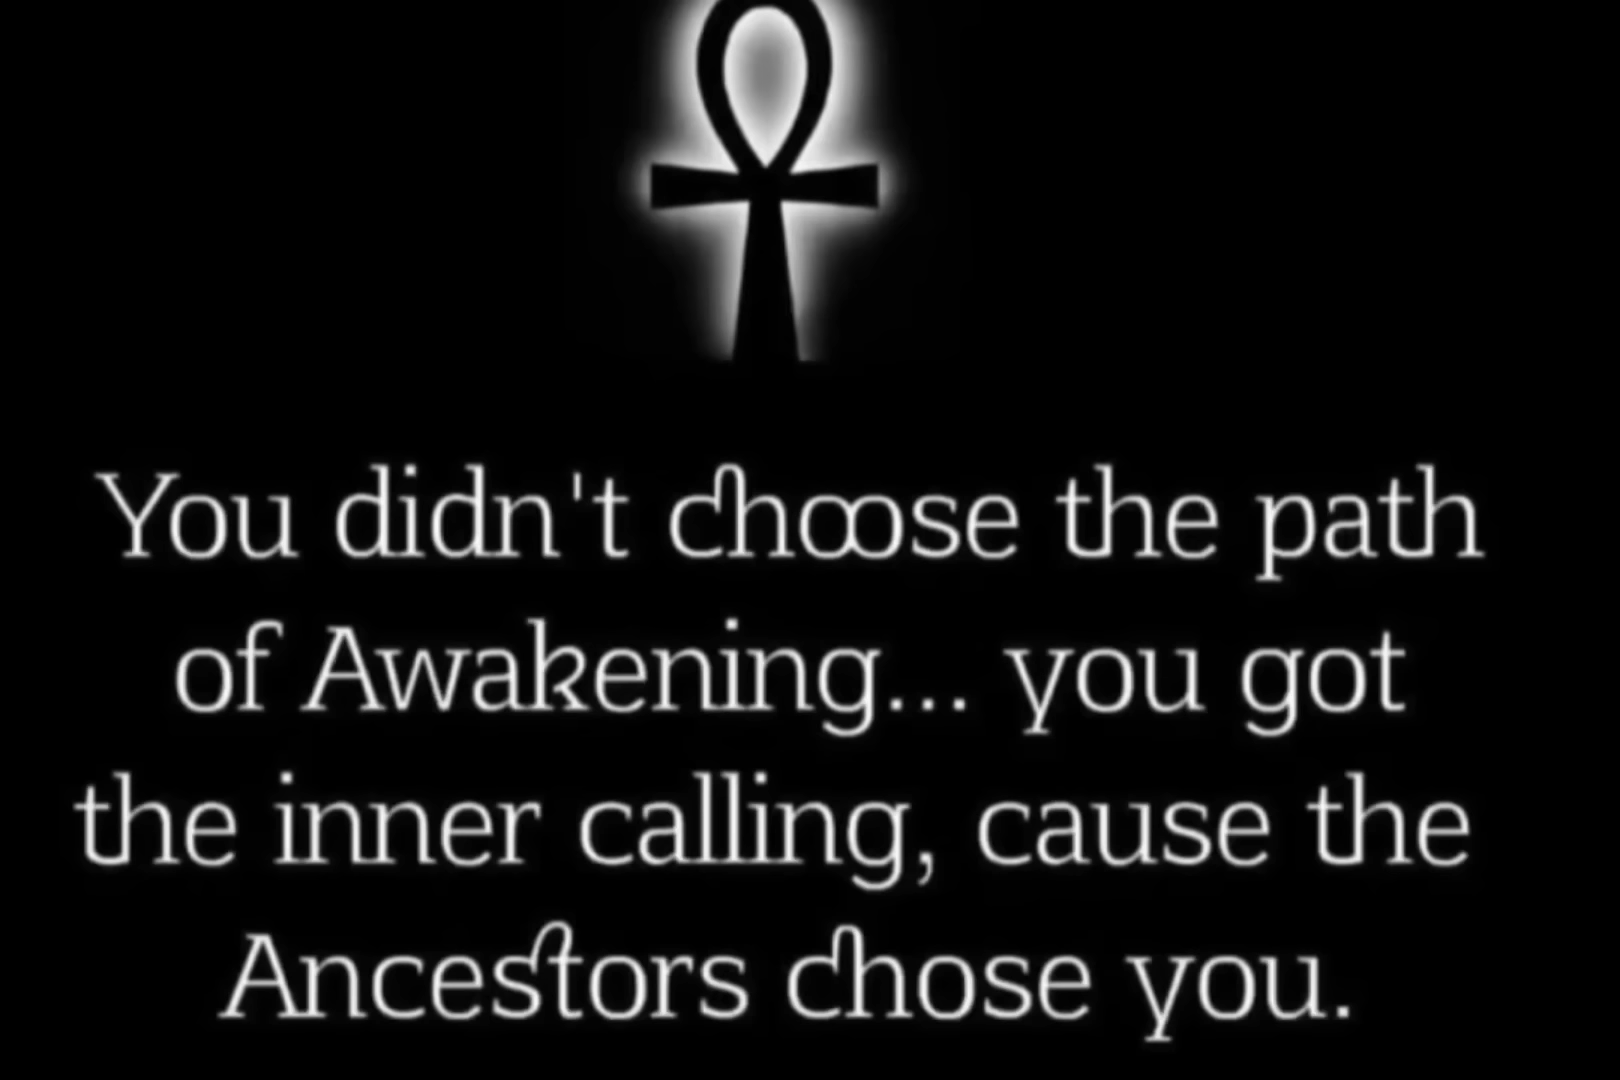 You didn't choose the path
of Awakening... you got
the inner calling, cause the
Ancestors chose you.